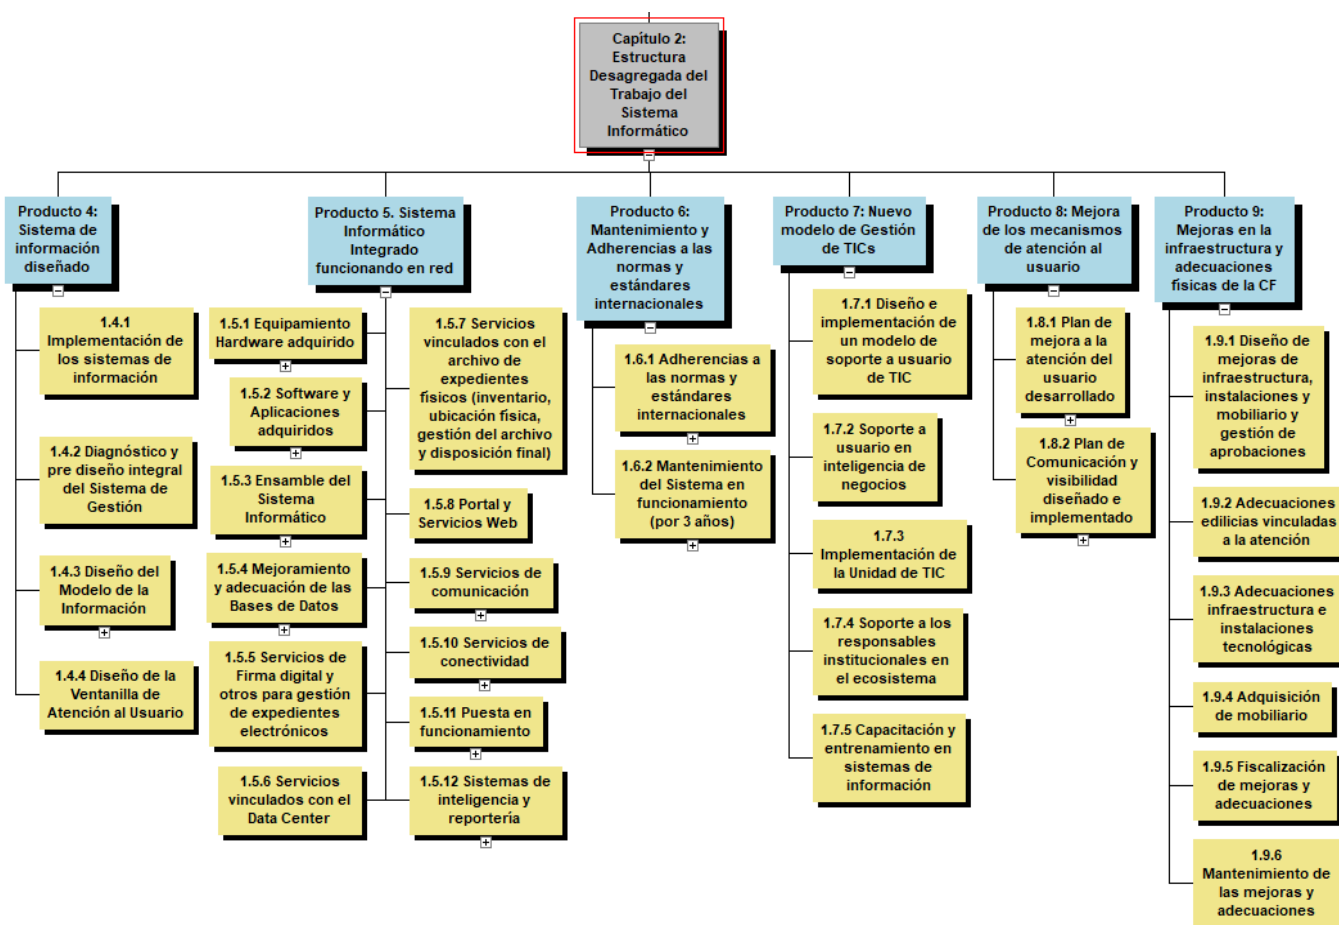 Capítulo 2:
Estructura
Desagregada del
Trabajo del
Sistema
Informático
Producto 4:
Sistema de
información
diseñado
1.4.1
Implementación de
los sistemas de
información
1.4.2 Diagnóstico y
pre diseño integral
del Sistema de
Gestión
1.4.3 Diseño del
Modelo de la
Información
1.4.4 Diseño de la
Ventanilla de
Atención al Usuario
Producto 5. Sistema
Informático
Integrado
funcionando en red
1.5.1 Equipamiento
Hardware adquirido
1.5.2 Software y
Aplicaciones
adquiridos
1.5.3 Ensamble del
Sistema
Informático
1.5.4 Mejoramiento
y adecuación de las
Bases de Datos
1.5.5 Servicios de
Firma digital y
otros para gestión
de expedientes
electrónicos
1.5.6 Servicios
vinculados con el
Data Center
1.5.7 Servicios
vinculados con el
archivo de
expedientes
físicos (inventario,
ubicación física,
gestión del archivo
y disposición final)
1.5.8 Portal y
Servicios Web
1.5.9 Servicios de
comunicación
1.5.10 Servicios de
conectividad
1.5.11 Puesta en
funcionamiento
1.5.12 Sistemas de
inteligencia y
reportería
Producto 6:
Mantenimiento y
Adherencias a las
normas y
estándares
internacionales
1.6.1 Adherencias a
las normas y
estándares
internacionales
1.6.2 Mantenimiento
del Sistema en
funcionamiento
(por 3 años)
Producto 7: Nuevo
modelo de Gestión
de TICs
1.7.1 Diseño e
implementación de
un modelo de
soporte a usuario
de TIC
1.7.2 Soporte a
usuario en
inteligencia de
negocios
1.7.3
Implementación de
la Unidad de TIC
1.7.4 Soporte a los
responsables
institucionales en
el ecosistema
1.7.5 Capacitación y
entrenamiento en
sistemas de
información
Producto 8: Mejora
de los mecanismos
de atención al
usuario
1.8.1 Plan de
mejora a la
atención del
usuario
desarrollado
1.8.2 Plan de
Comunicación y
visibilidad
diseñado e
implementado
Producto 9:
Mejoras en la
infraestructura y
adecuaciones
físicas de la CF
1.9.1 Diseño de
mejoras de
infraestructura,
instalaciones y
mobiliario y
gestión de
aprobaciones
1.9.2 Adecuaciones
edilicias vinculadas
a la atención
1.9.3 Adecuaciones
infraestructura e
instalaciones
tecnológicas
1.9.4 Adquisición
de mobiliario
1.9.5 Fiscalización
de mejoras y
adecuaciones
1.9.6
Mantenimiento de
las mejoras y
adecuaciones